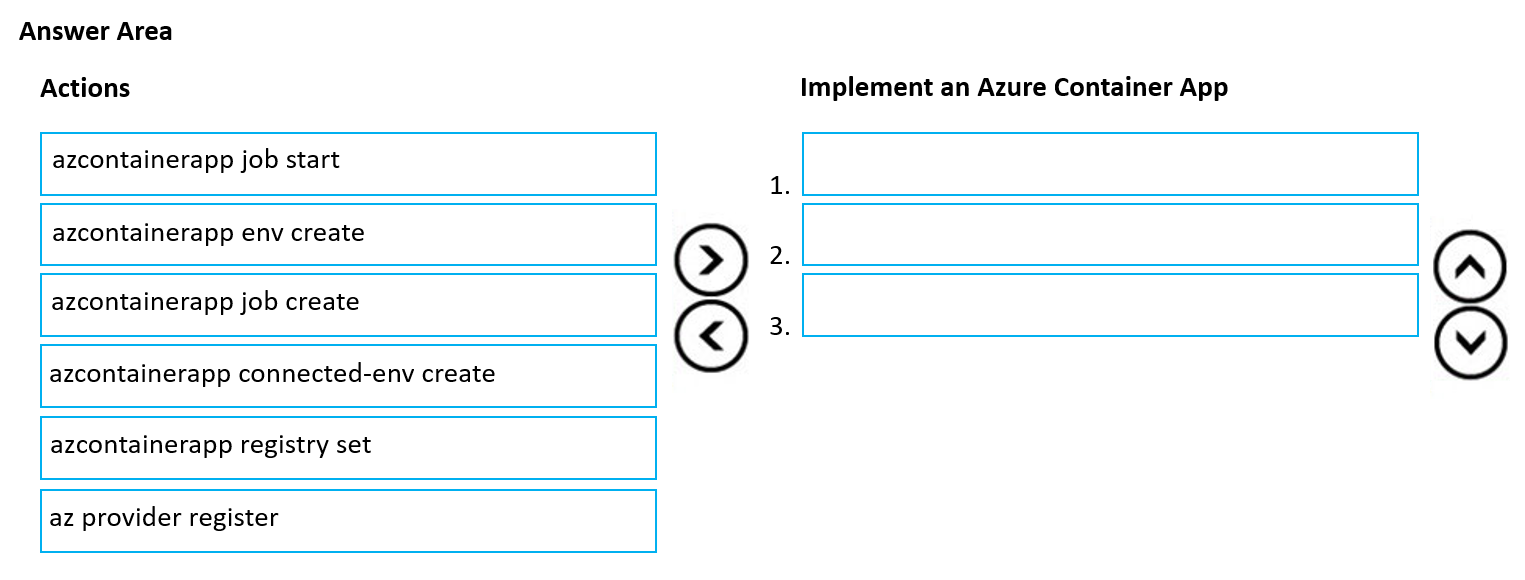 Answer Area
Actions
Implement an Azure Container App
azcontainerapp job start
1.
azcontainerapp env create
2.
azcontainerapp job create
3.
azcontainerapp connected-env create
azcontainerapp registry set
az provider register